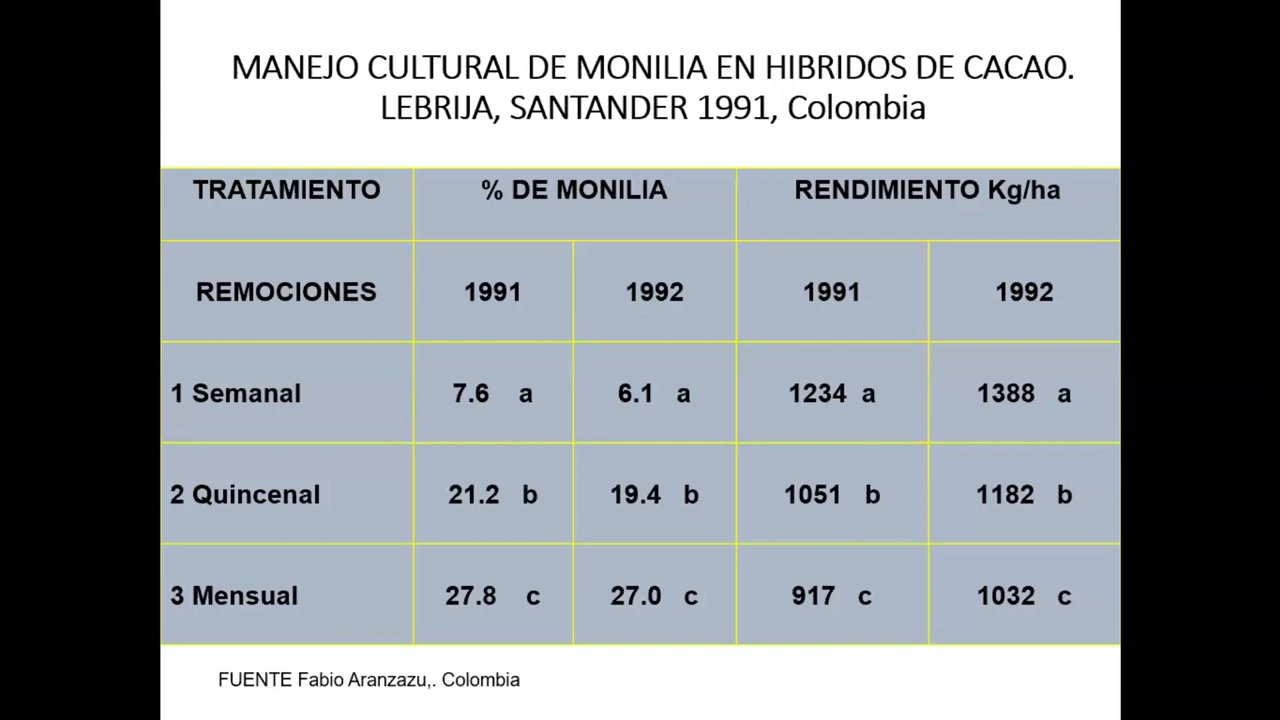 MANEJO CULTURAL DE MONILIA EN HIBRIDOS DE CACAO.
LEBRIJA, SANTANDER 1991, Colombia
TRATAMIENTO % DE MONILIA RENDIMIENTO Kg/ha
REMOCIONES 1991 1992 1991 1992
1 Semanal 7.6 a 6.1 a 1234 a 1388 a
2 Quincenal 21.2 b 19.4 b 1051 b 1182 b
3 Mensual 27.8 c 27.0 c 917 c 1032 c
FUENTE Fabio Aranzazu,. Colombia